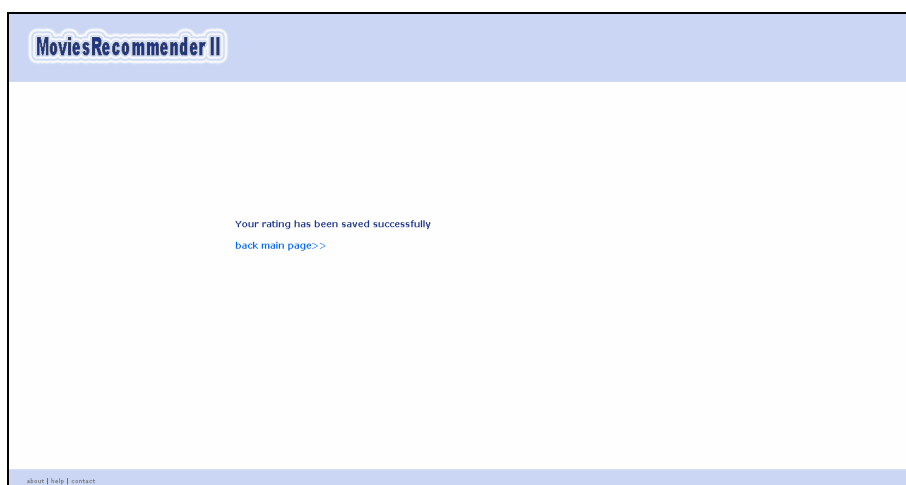 MoviesRecommender II
Your rating has been saved successfully
back main page>>
about | help | contact